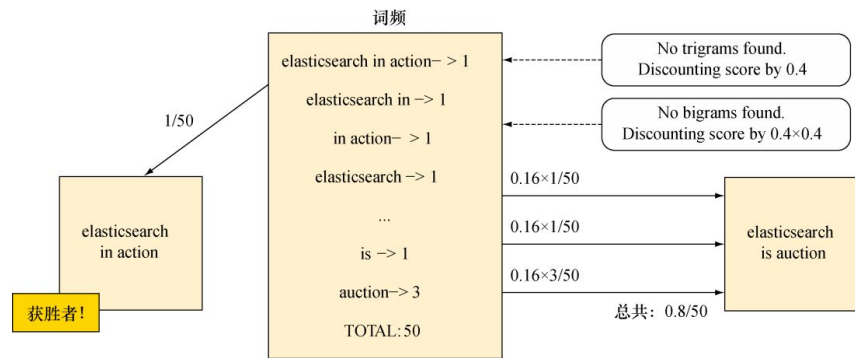 词频
elasticsearch in action− > 1
elasticsearch in −> 1
in action− > 1
elasticsearch −> 1
...
is −> 1
auction−> 3
TOTAL:50
No trigrams found.
Discounting score by 0.4
No bigrams found.
Discounting score by 0.4×0.4
1/50
elasticsearch
in action
获胜者!
0.16×1/50
0.16×1/50
0.16×3/50
总共：0.8/50
elasticsearch
is auction